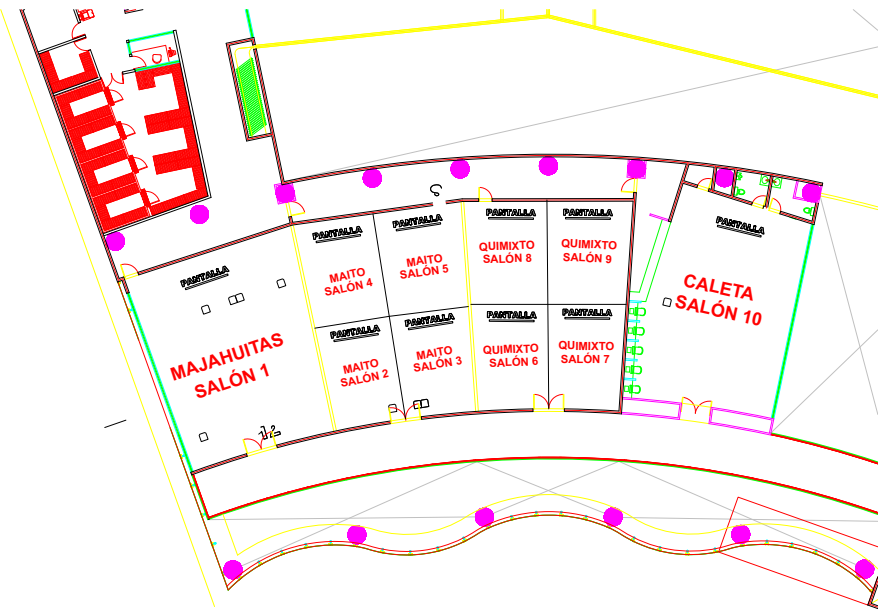 PANTALLA
MAJAHUITAS
SALÓN 1
PANTALLA
MAITO
SALÓN 4
PANTALLA
MAITO
SALÓN 5
PANTALLA
QUIMIXTO
SALÓN 8
PANTALLA
QUIMIXTO
SALÓN 9
PANTALLA
MAITO
SALÓN 2
PANTALLA
MAITO
SALÓN 3
PANTALLA
QUIMIXTO
SALÓN 6
PANTALLA
QUIMIXTO
SALÓN 7
PANTALLA
CALETA
SALÓN 10